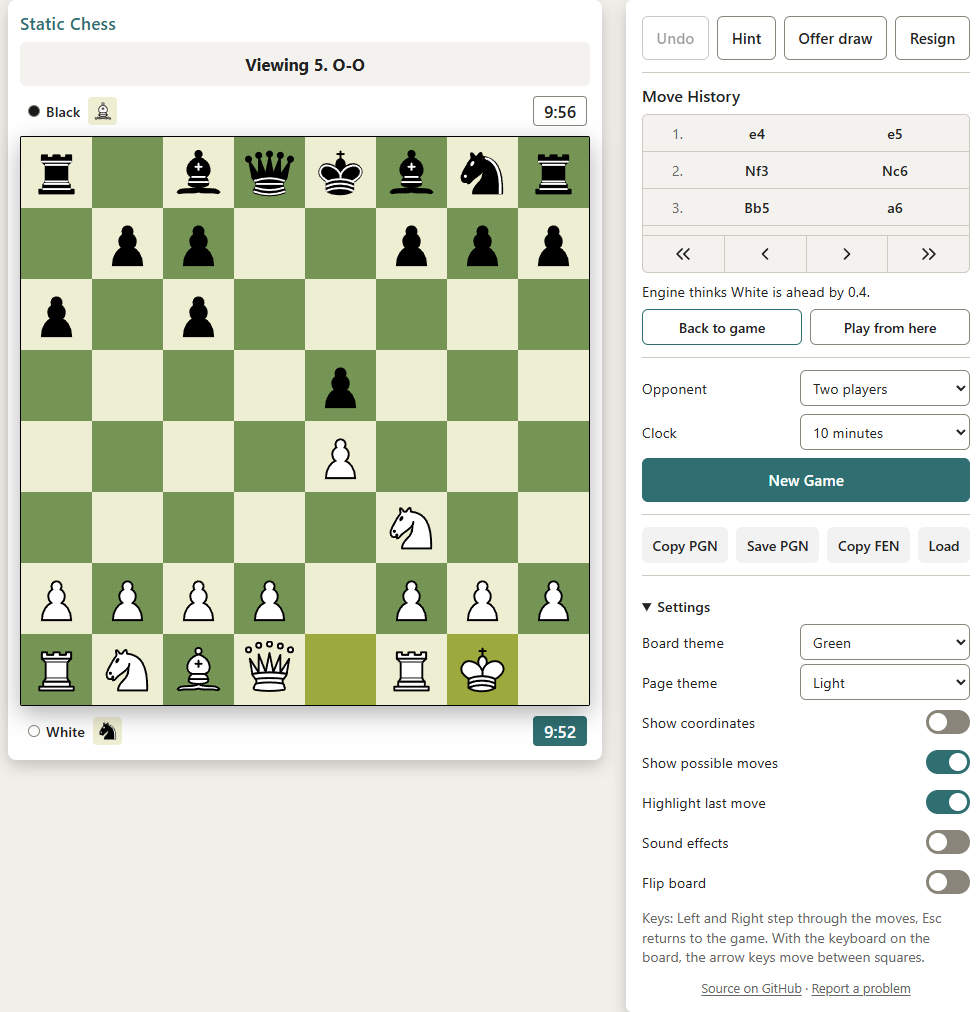 Static Chess
Viewing 5. O-O
Black
9:56
White
9:52
Undo Hint Offer draw Resign
Move History
1. e4 e5
2. Nf3 Nc6
3. Bb5 a6
Engine thinks White is ahead by 0.4.
Back to game Play from here
Opponent Two players
Clock 10 minutes
New Game
Copy PGN Save PGN Copy FEN Load
▼ Settings
Board theme Green
Page theme Light
Show coordinates
Show possible moves
Highlight last move
Sound effects
Flip board
Keys: Left and Right step through the moves, Esc
returns to the game. With the keyboard on the
board, the arrow keys move between squares.
Source on GitHub · Report a problem